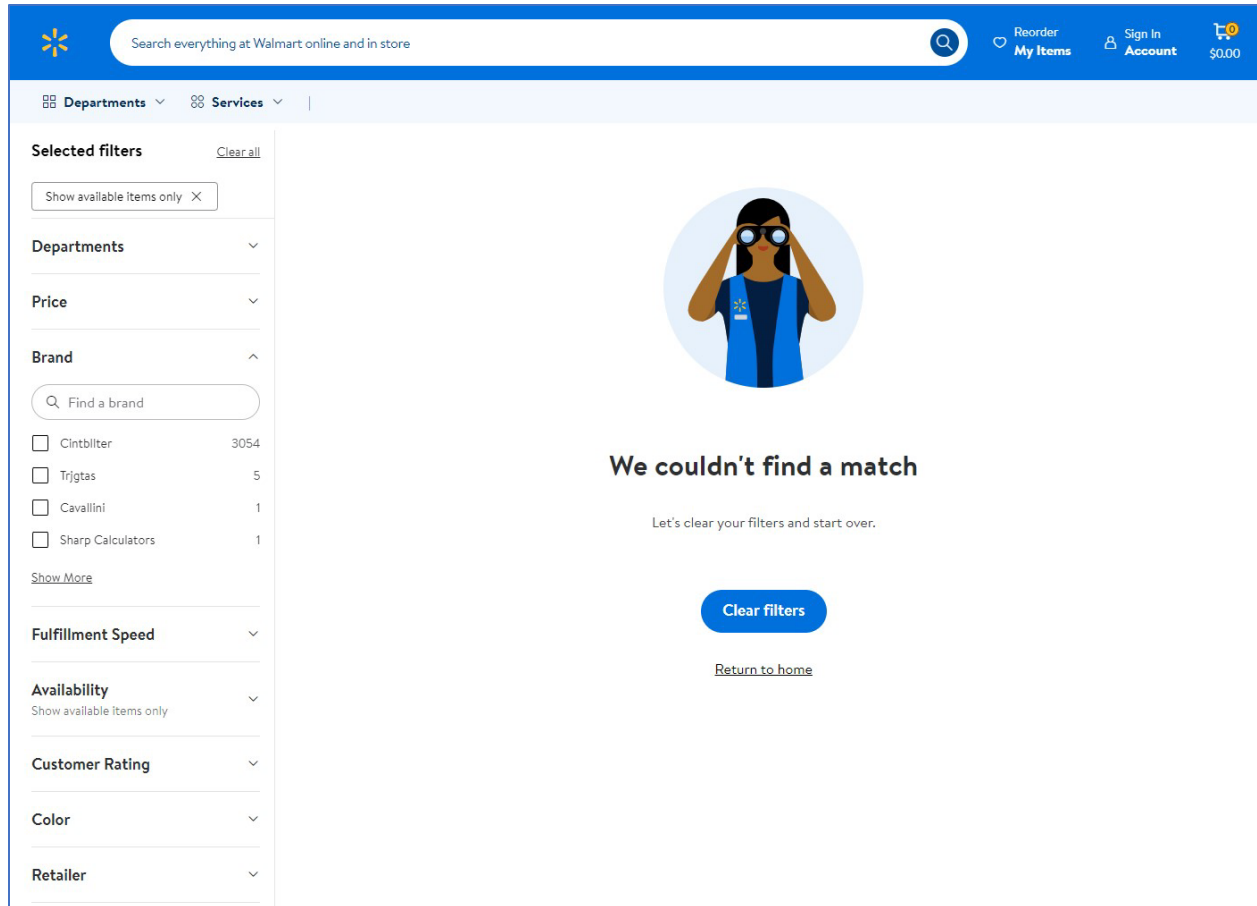 Search everything at Walmart online and in store
Reorder
My Items
Sign In
Account
0
$0.00
Departments
Services
Selected filters
Clear all
Show available items only
Departments
Price
Brand
Find a brand
Cintbllter 3054
Trjgtas 5
Cavallini 1
Sharp Calculators 1
Show More
Fulfillment Speed
Availability
Show available items only
Customer Rating
Color
Retailer
We couldn't find a match
Let's clear your filters and start over.
Clear filters
Return to home